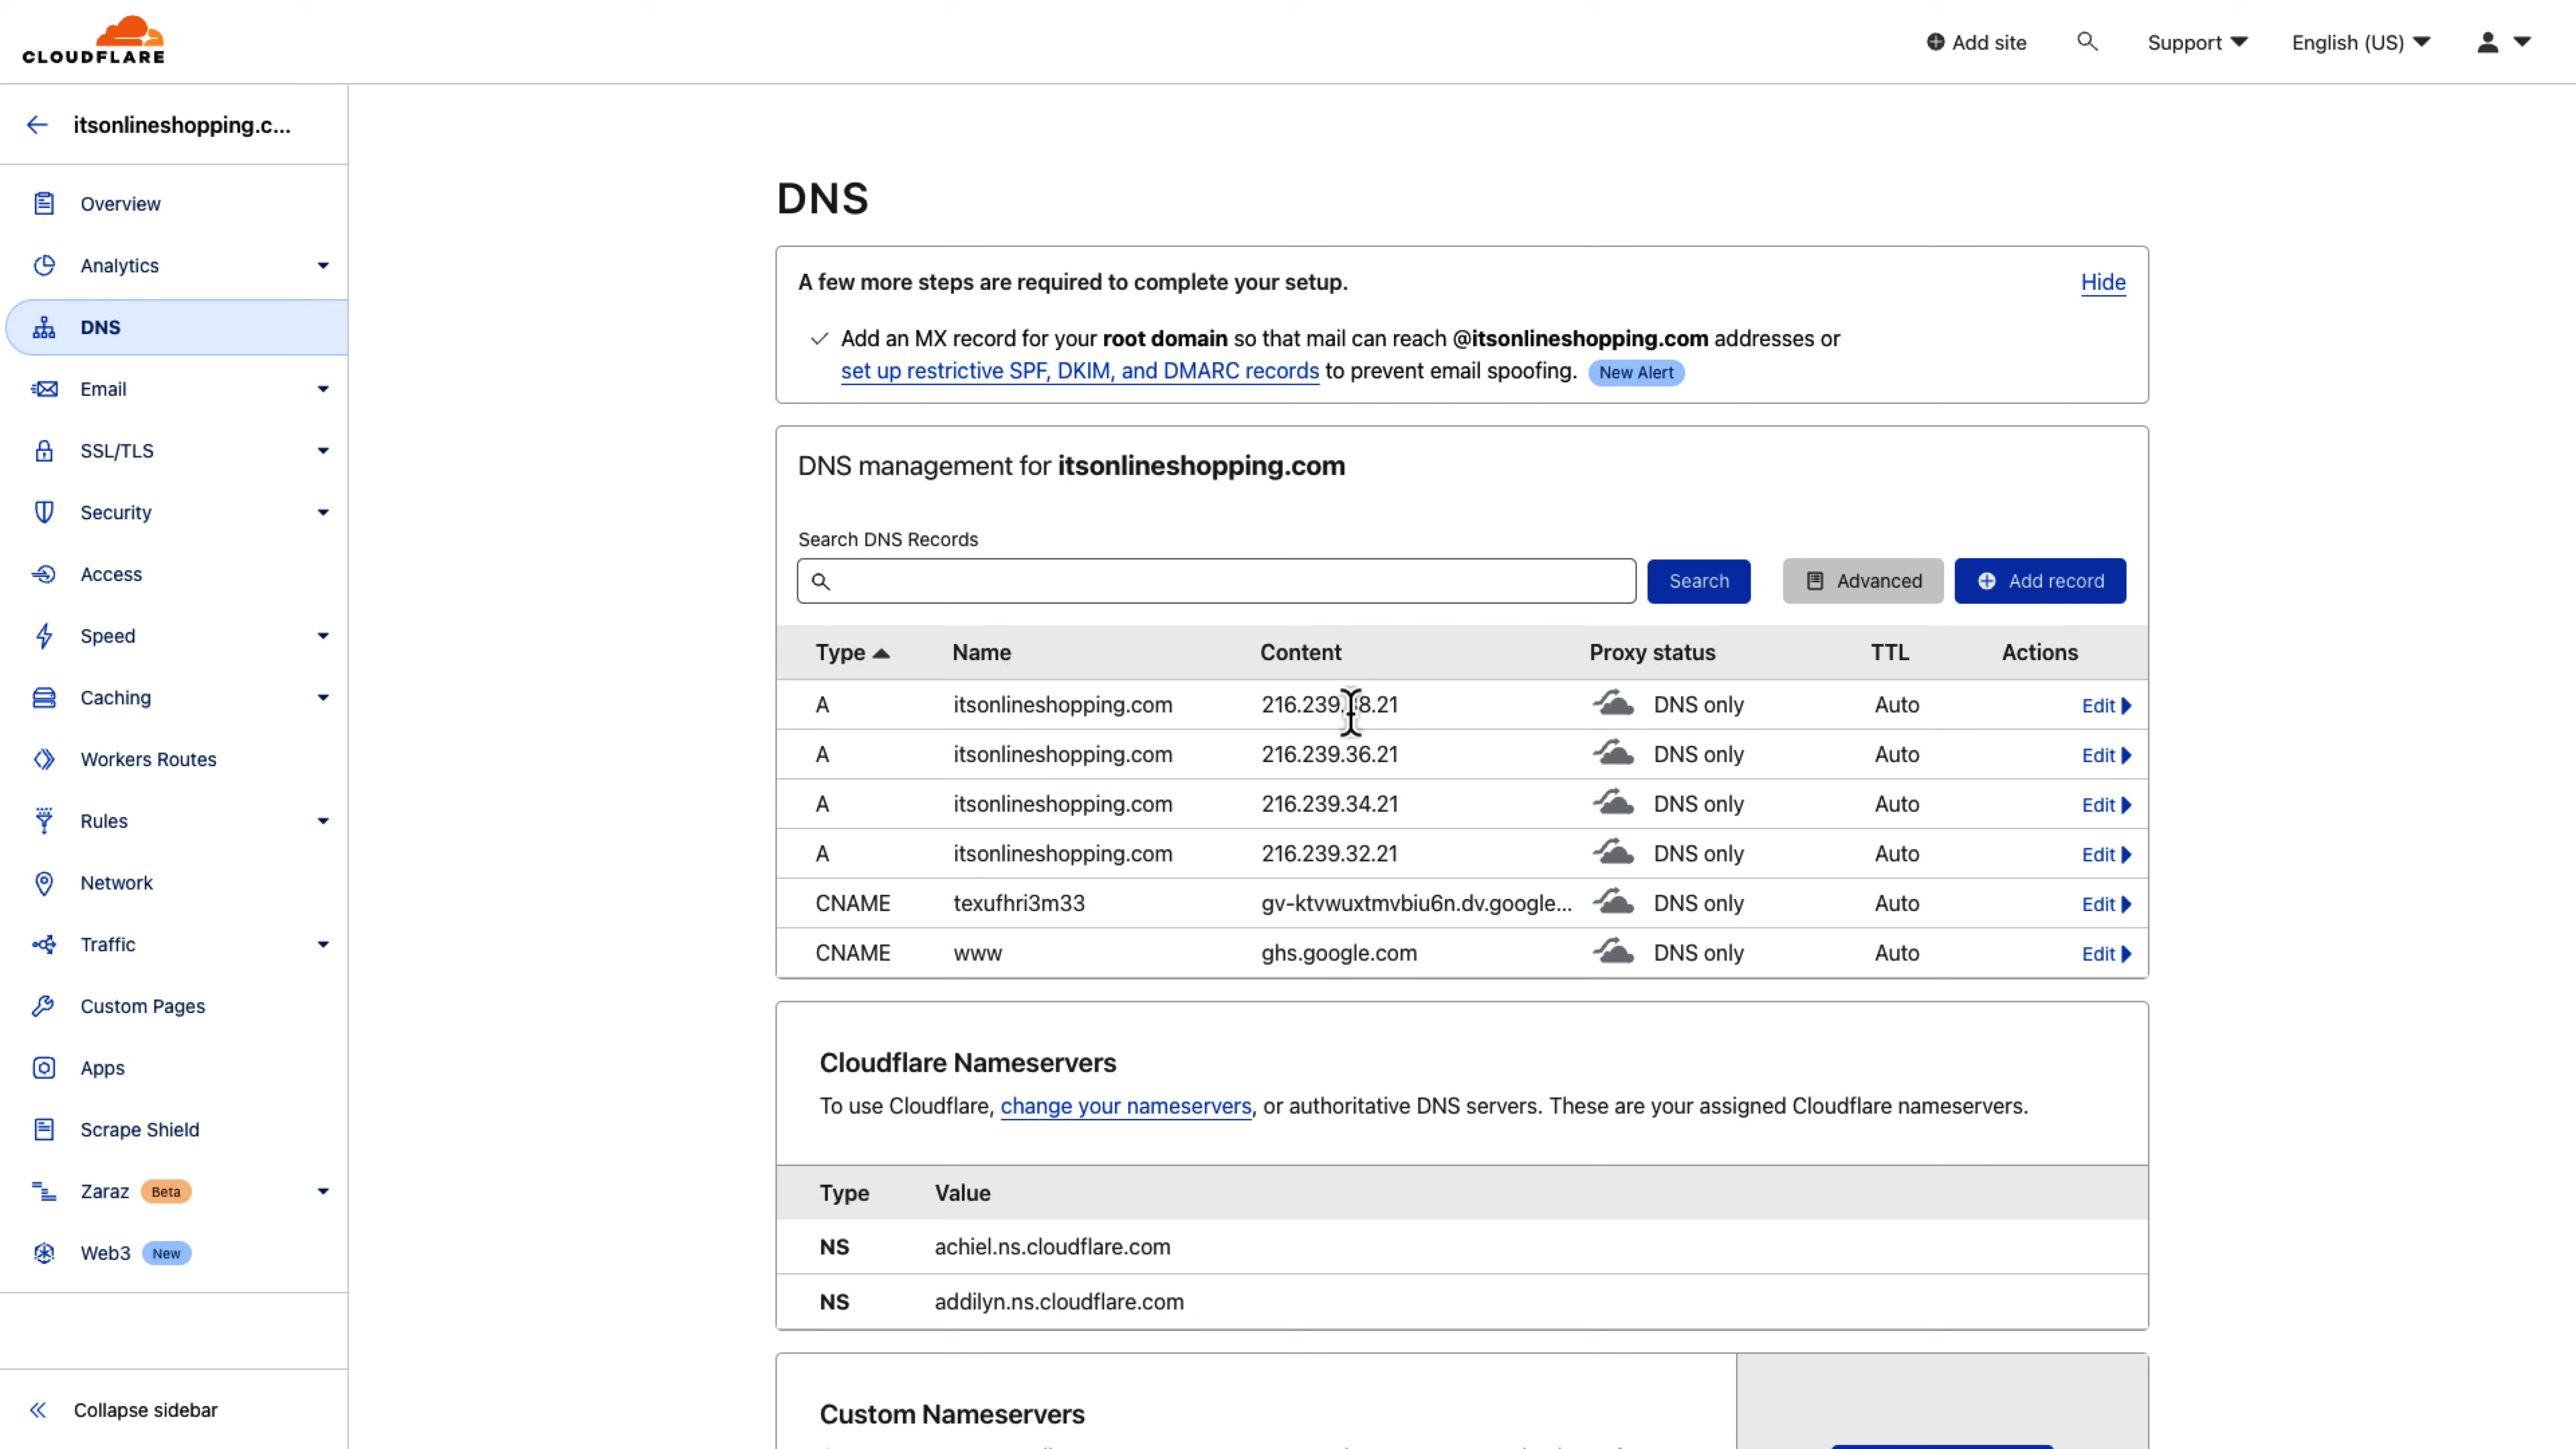 CLOUDFLARE
Add site
Support
English (US)
itsonlineshopping.c...
Overview
Analytics
DNS
Email
SSL/TLS
Security
Access
Speed
Caching
Workers Routes
Rules
Network
Traffic
Custom Pages
Apps
Scrape Shield
Zaraz Beta
Web3 New
Collapse sidebar
DNS
A few more steps are required to complete your setup. Hide
Add an MX record for your root domain so that mail can reach @itsonlineshopping.com addresses or
set up restrictive SPF, DKIM, and DMARC records to prevent email spoofing. New Alert
DNS management for itsonlineshopping.com
Search DNS Records
Search Advanced Add record
Type Name Content Proxy status TTL Actions
A itsonlineshopping.com DNS only Auto Edit
A itsonlineshopping.com 216.239.36.21 DNS only Auto Edit
A itsonlineshopping.com 216.239.34.21 DNS only Auto Edit
A itsonlineshopping.com 216.239.32.21 DNS only Auto Edit
CNAME texufhri3m33 gv-ktvwuxtmvbiu6n.dv.google... DNS only Auto Edit
CNAME www ghs.google.com DNS only Auto Edit
Cloudflare Nameservers
To use Cloudflare, change your nameservers, or authoritative DNS servers. These are your assigned Cloudflare nameservers.
Type Value
NS achiel.ns.cloudflare.com
NS addilyn.ns.cloudflare.com
Custom Nameservers